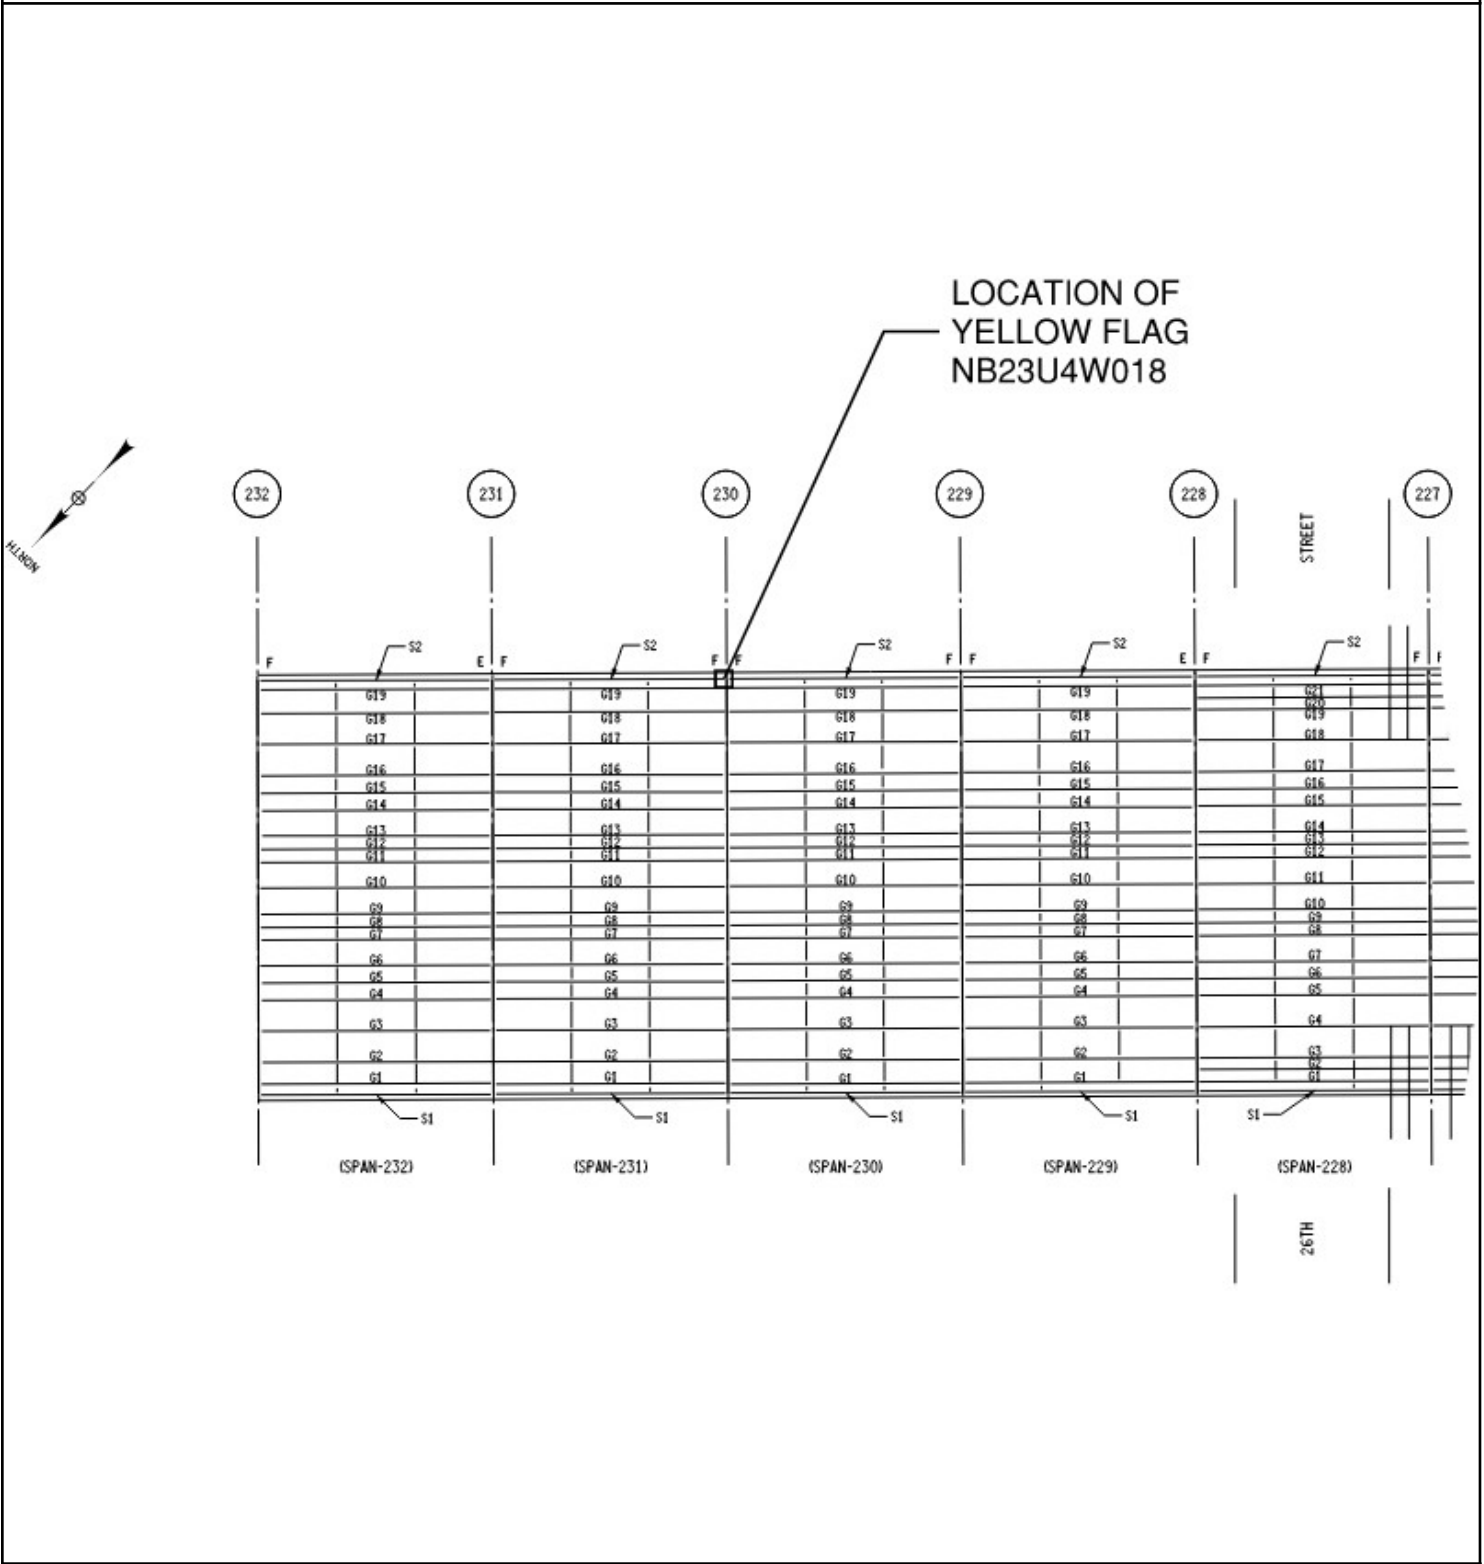 LOCATION OF
YELLOW FLAG
NB23U4W018
NORTH
232 231 230 229 228 227
STREET
S2 S2 S2 S2 S2
F E F F F F F E F F F
G19 G19 G19 G19 G21
G20
G18 G18 G18 G18 G19
G17 G17 G17 G17 G18
G16 G16 G16 G16 G17
G15 G15 G15 G15 G16
G14 G14 G14 G14 G15
G13 G13 G13 G13 G14
G12 G12 G12 G12 G13
G11 G11 G11 G11 G12
G10 G10 G10 G10 G11
G9 G9 G9 G9 G10
G8 G8 G8 G8 G9
G7 G7 G7 G7 G8
G6 G6 G6 G6 G7
G5 G5 G5 G5 G6
G4 G4 G4 G4 G5
G3 G3 G3 G3 G4
G2 G2 G2 G2 G3
G2
G1 G1 G1 G1 G1
S1 S1 S1 S1 S1
(SPAN-232) (SPAN-231) (SPAN-230) (SPAN-229) (SPAN-228)
26TH